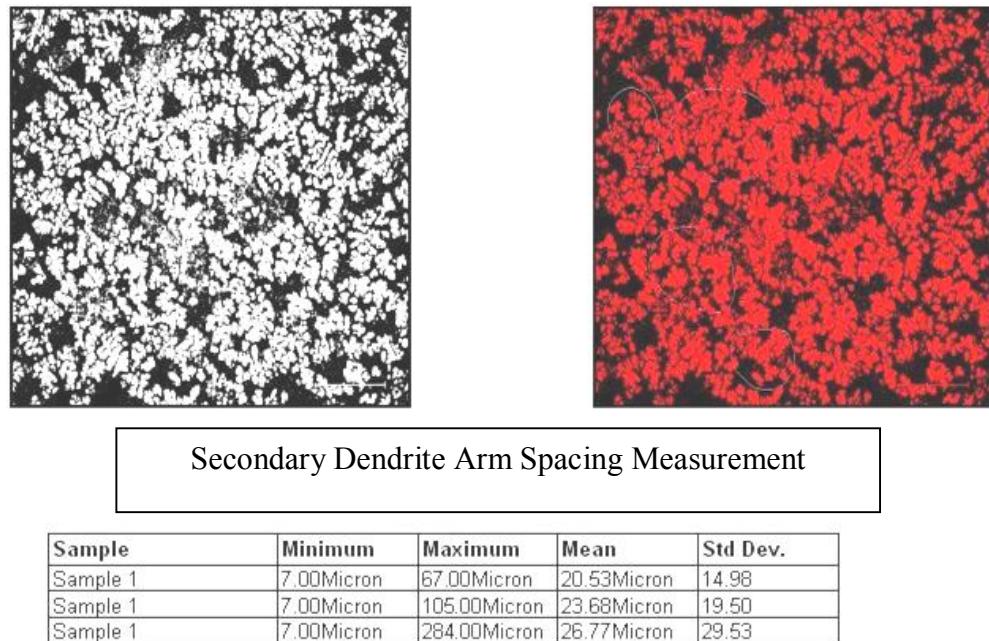 Secondary Dendrite Arm Spacing Measurement
Sample Minimum Maximum Mean Std Dev.
Sample 1 7.00Micron 67.00Micron 20.53Micron 14.98
Sample 1 7.00Micron 105.00Micron 23.68Micron 19.50
Sample 1 7.00Micron 284.00Micron 26.77Micron 29.53